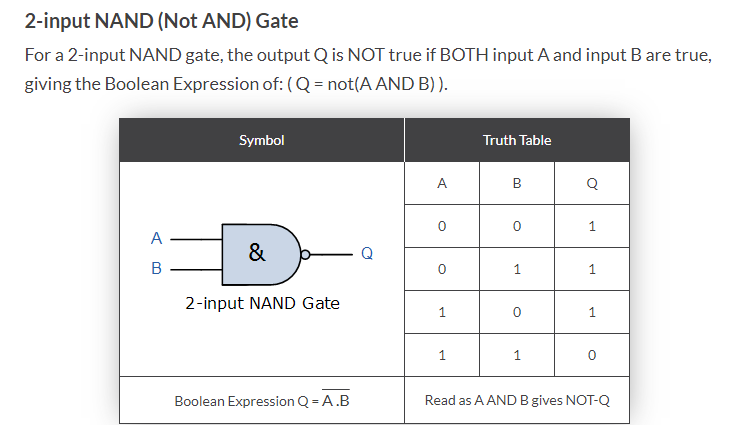 2-input NAND (Not AND) Gate
For a 2-input NAND gate, the output Q is NOT true if BOTH input A and input B are true,
giving the Boolean Expression of: ( Q = not(A AND B) ).
Symbol Truth Table
A B Q
0 0 1
0 1 1
1 0 1
1 1 0
A
B
&
Q
2-input NAND Gate
Boolean Expression Q = A̅ ̅.̅B̅ Read as A AND B gives NOT-Q